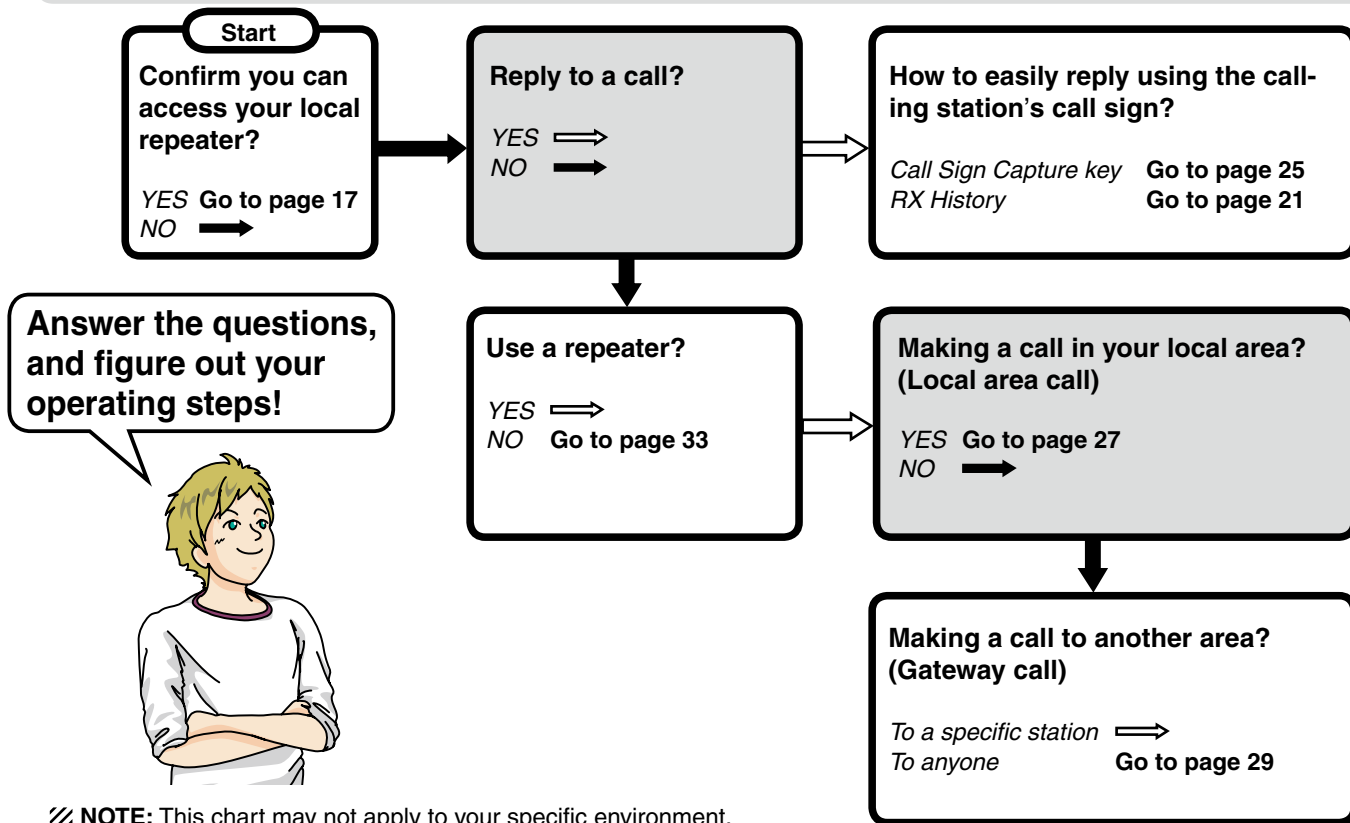 Start
Confirm you can
access your local
repeater?
YES Go to page 17
NO
Reply to a call?
YES
NO
How to easily reply using the call-
ing station's call sign?
Call Sign Capture key Go to page 25
RX History Go to page 21
Answer the questions,
and figure out your
operating steps!
Use a repeater?
YES
NO Go to page 33
Making a call in your local area?
(Local area call)
YES Go to page 27
NO
Making a call to another area?
(Gateway call)
To a specific station
To anyone Go to page 29
NOTE: This chart may not apply to your specific environment.